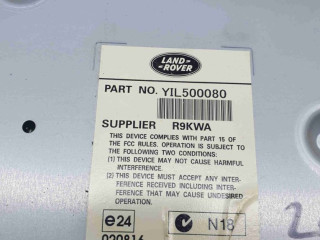 LAND-
ROVER
PART NO. YIL500080
SUPPLIER R9KWA
THIS DEVICE COMPLIES WITH PART 15 OF
THE FCC RULES. OPERATION IS SUBJECT TO
THE FOLLOWING TWO CONDITIONS:
(1) THIS DEVICE MAY NOT CAUSE HARMFUL
INTERFERENCE.
(2) THIS DEVICE MUST ACCEPT ANY INTER-
FERENCE RECEIVED INCLUDING INTER-
FERENCE THAT MAY CAUSE UNDESIRED
OPERATION.
e24 N18